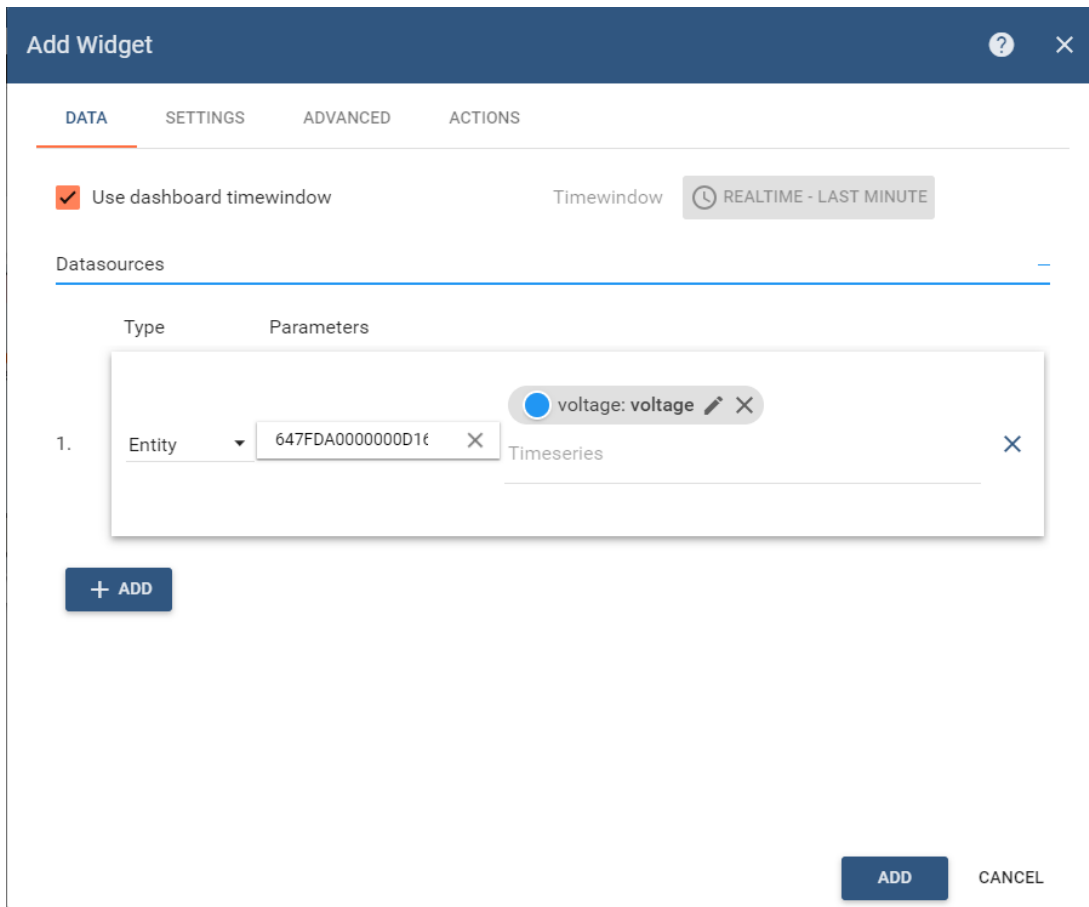 Add Widget
DATA SETTINGS ADVANCED ACTIONS
Use dashboard timewindow Timewindow REALTIME - LAST MINUTE
Datasources
Type Parameters
voltage: voltage
1. Entity 647FDA0000000D16
Timeseries
+ ADD
ADD CANCEL